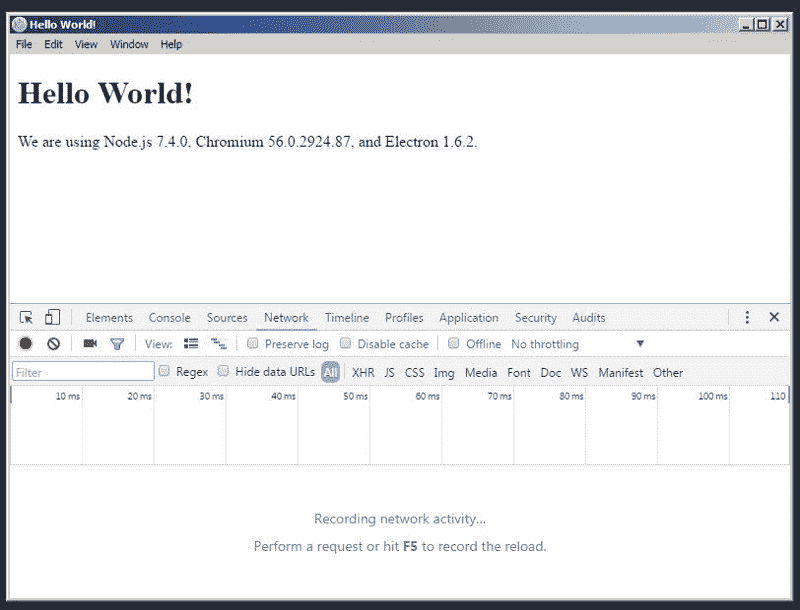 Hello World!
File Edit View Window Help
Hello World!
We are using Node.js 7.4.0, Chromium 56.0.2924.87, and Electron 1.6.2.
Elements Console Sources Network Timeline Profiles Application Security Audits
View: Preserve log Disable cache Offline No throttling
Filter Regex Hide data URLs All XHR JS CSS Img Media Font Doc WS Manifest Other
10 ms 20 ms 30 ms 40 ms 50 ms 60 ms 70 ms 80 ms 90 ms 100 ms 110
Recording network activity...
Perform a request or hit F5 to record the reload.